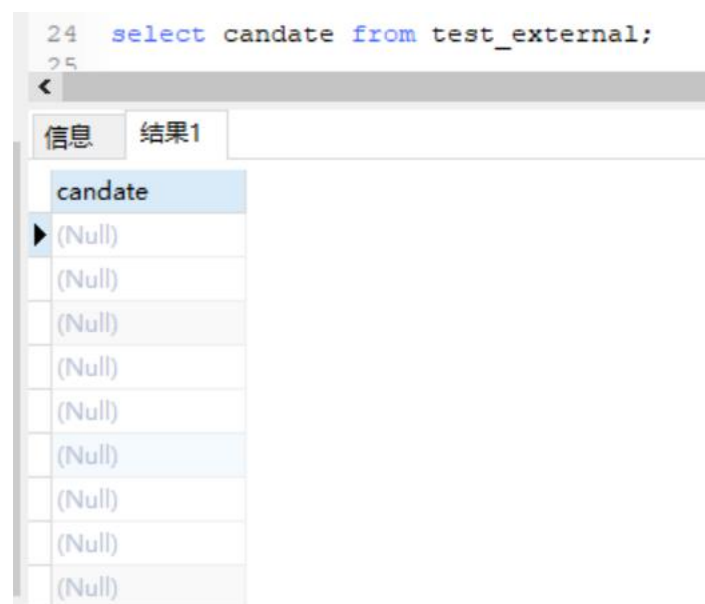 24 select candate from test_external;
25
信息 结果1
candate
(Null)
(Null)
(Null)
(Null)
(Null)
(Null)
(Null)
(Null)
(Null)